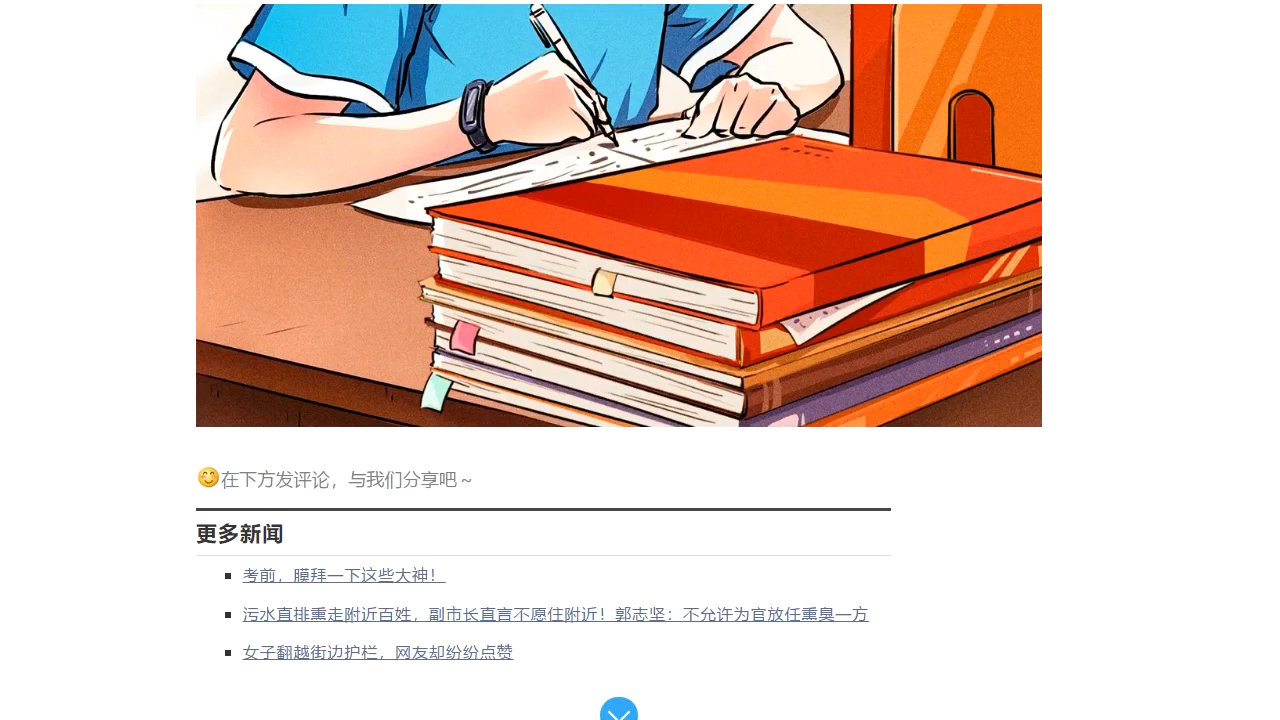 在下方发评论，与我们分享吧～
更多新闻
考前，膜拜一下这些大神！
污水直排熏走附近百姓，副市长直言不愿住附近！郭志坚：不允许为官放任熏臭一方
女子翻越街边护栏，网友却纷纷点赞